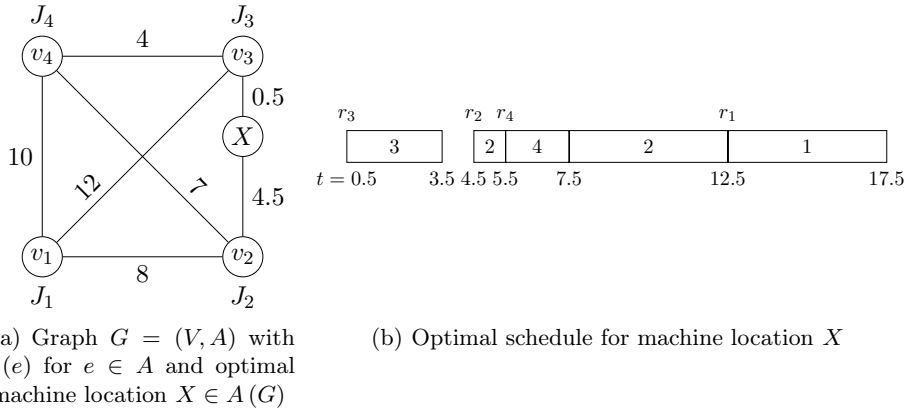 J4 J3
v4 4 v3
0.5
X
10 12 7 4.5
v1 8 v2
J1 J2
r3 r2 r4 r1
3 2 4 2 1
t = 0.5 3.5 4.5 5.5 7.5 12.5 17.5
a) Graph G = (V, A) with
(e) for e ∈ A and optimal
machine location X ∈ A (G)
(b) Optimal schedule for machine location X